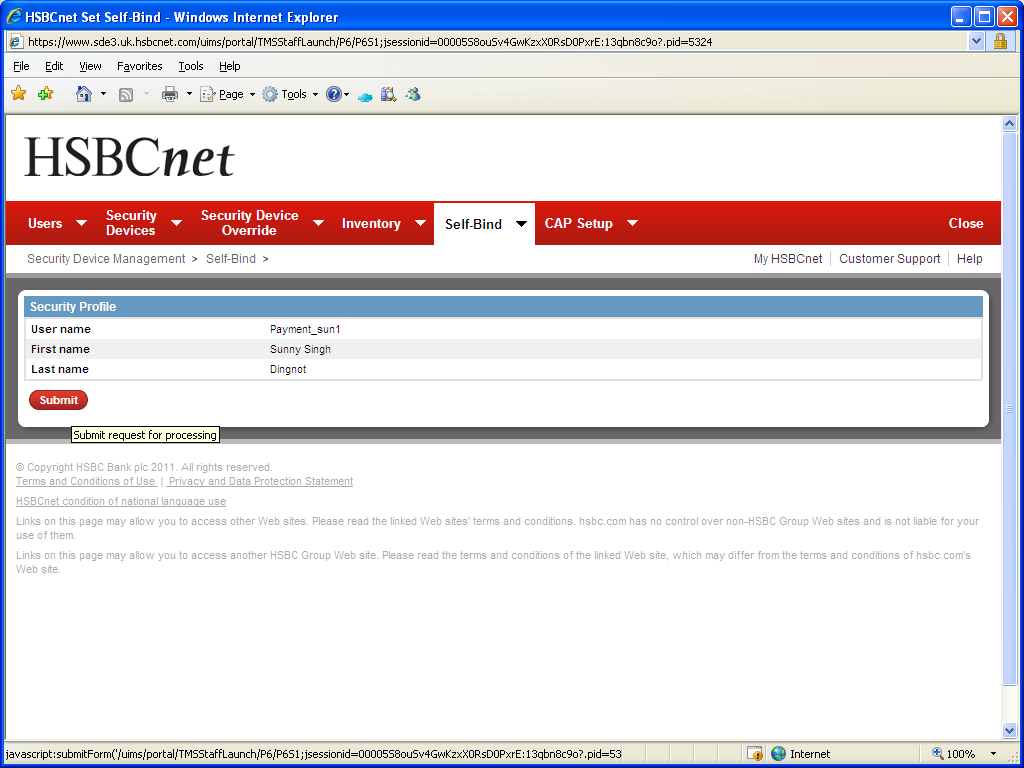 HSBCnet Set Self-Bind - Windows Internet Explorer
https://www.sde3.uk.hsbcnet.com/uims/portal/TMSStaffLaunch/P6/P6S1;jsessionid=00005S8ouSv4GwKzxX0RsD0PxrE:13qbn8c9o?.pid=5324
File Edit View Favorites Tools Help
Page Tools
HSBCnet
Users Security Devices Security Device Override Inventory Self-Bind CAP Setup Close
Security Device Management > Self-Bind > My HSBCnet Customer Support Help
Security Profile
User name Payment_sun1
First name Sunny Singh
Last name Dingnot
Submit
Submit request for processing
© Copyright HSBC Bank plc 2011. All rights reserved.
Terms and Conditions of Use | Privacy and Data Protection Statement
HSBCnet condition of national language use
Links on this page may allow you to access other Web sites. Please read the linked Web sites' terms and conditions. hsbc.com has no control over non-HSBC Group Web sites and is not liable for your
use of them.
Links on this page may allow you to access another HSBC Group Web site. Please read the terms and conditions of the linked Web site, which may differ from the terms and conditions of hsbc.com's
Web site.
javascript:submitForm('/uims/portal/TMSStaffLaunch/P6/P6S1;jsessionid=00005S8ouSv4GwKzxX0RsD0PxrE:13qbn8c9o?.pid=53 Internet 100%